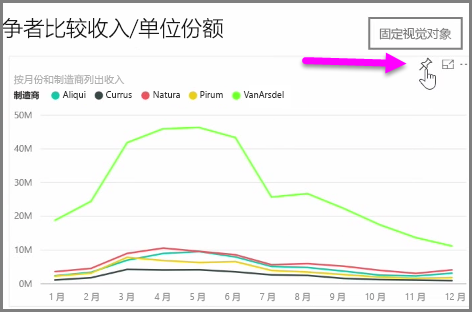 争者比较收入/单位份额
固定视觉对象
按月份和制造商列出收入
制造商 Aliqui Currus Natura Pirum VanArsdel
50M
40M
30M
20M
10M
0M
1 月 2 月 3 月 4 月 5 月 6 月 7 月 8 月 9 月 10 月 11 月 12 月